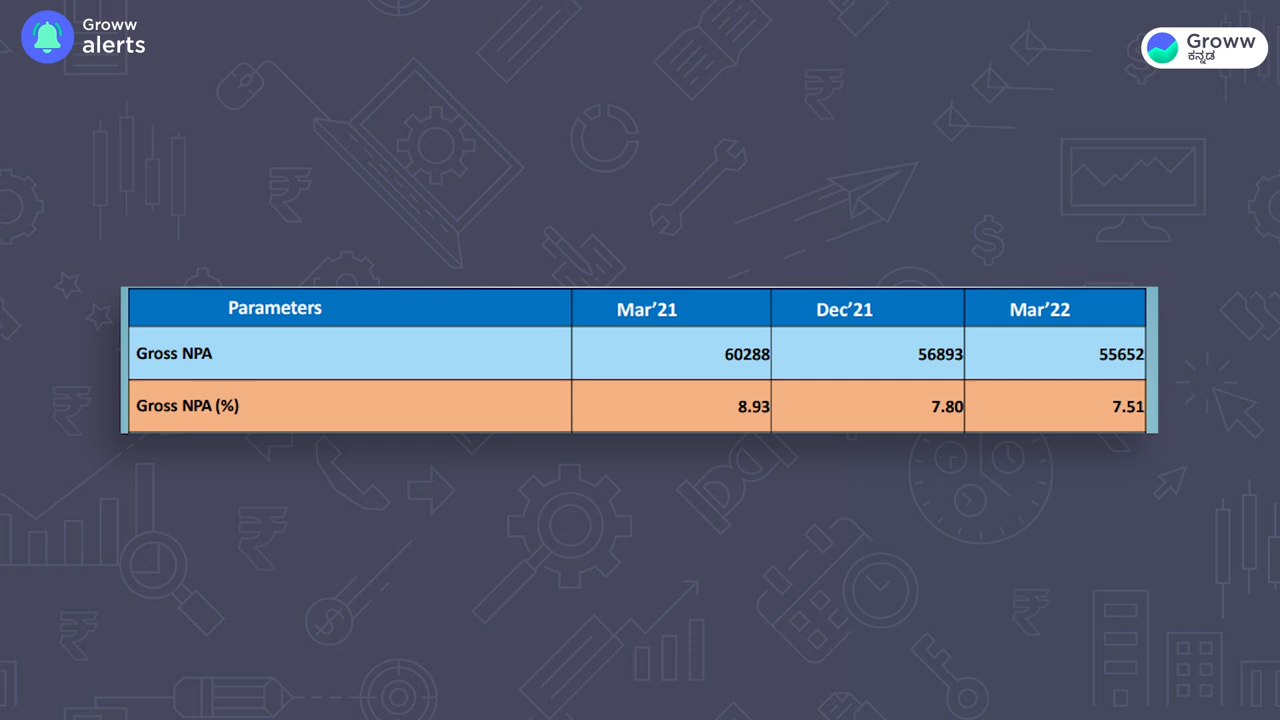 Groww
alerts
Groww
ಕನ್ನಡ
Parameters Mar'21 Dec'21 Mar'22
Gross NPA 60288 56893 55652
Gross NPA (%) 8.93 7.80 7.51